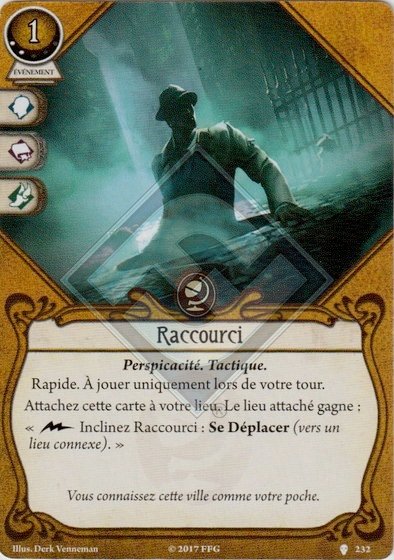 1
ÉVÉNEMENT
Raccourci
Perspicacité. Tactique.
Rapide. À jouer uniquement lors de votre tour.
Attachez cette carte à votre lieu. Le lieu attaché gagne :
« Inclinez Raccourci : Se Déplacer (vers un
lieu connexe). »
Vous connaissez cette ville comme votre poche.
Illus. Derk Venneman
© 2017 FFG
232